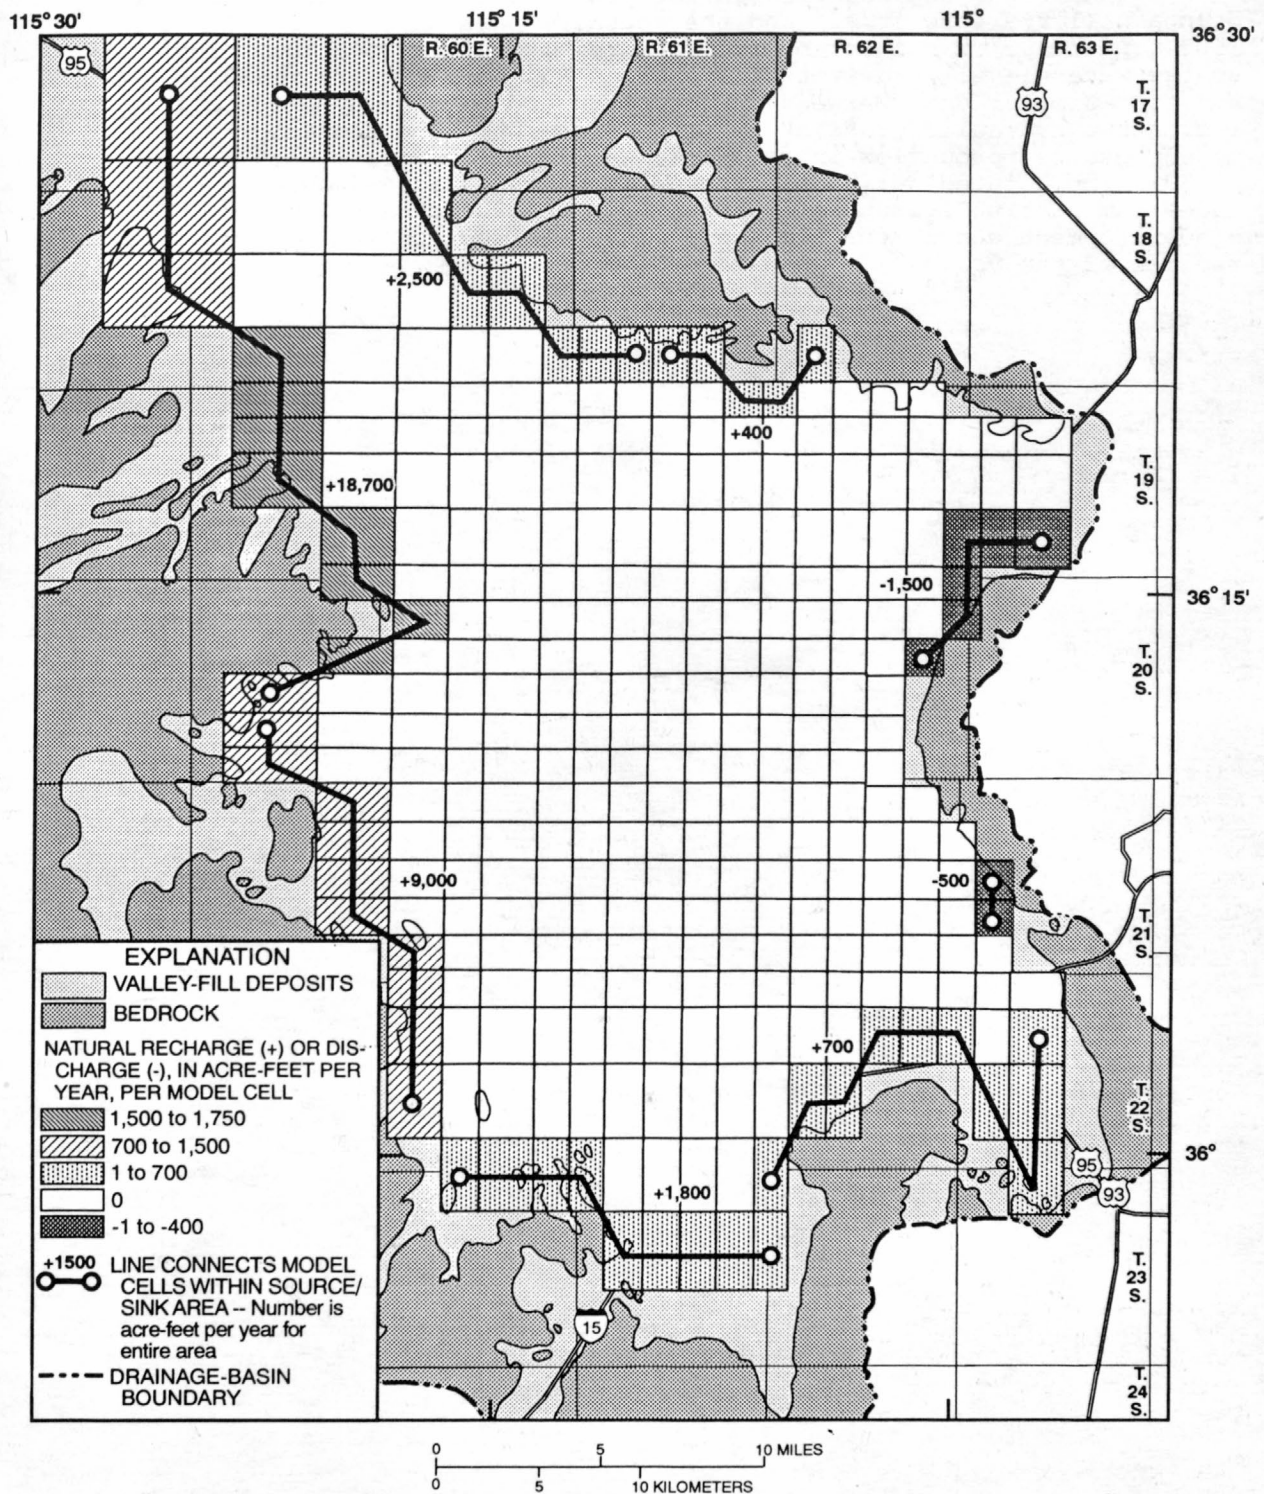 115° 30'
115° 15'
115°
36° 30'
R. 60 E.
R. 61 E.
R. 62 E.
R. 63 E.
95
93
T.
17
S.
T.
18
S.
+2,500
+400
T.
19
S.
+18,700
-1,500
36° 15'
T.
20
S.
+9,000
-500
T.
21
S.
EXPLANATION
VALLEY-FILL DEPOSITS
BEDROCK
NATURAL RECHARGE (+) OR DIS-
CHARGE (-), IN ACRE-FEET PER
YEAR, PER MODEL CELL
1,500 to 1,750
700 to 1,500
1 to 700
0
-1 to -400
+1500
LINE CONNECTS MODEL
CELLS WITHIN SOURCE/
SINK AREA -- Number is
acre-feet per year for
entire area
DRAINAGE-BASIN
BOUNDARY
+700
T.
22
S.
36°
95
93
+1,800
T.
23
S.
15
T.
24
S.
0 5 10 MILES
0 5 10 KILOMETERS